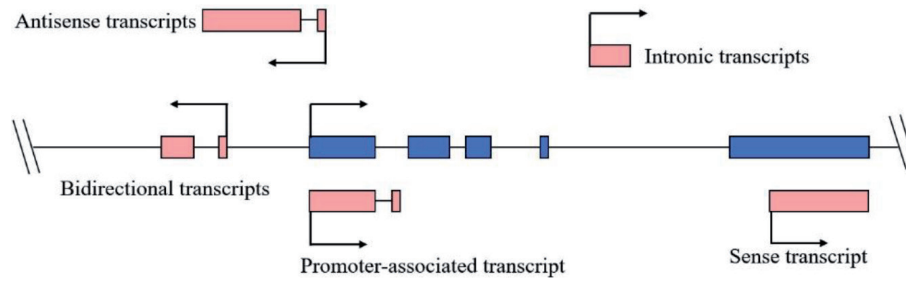 Antisense transcripts
Intronic transcripts
Bidirectional transcripts
Promoter-associated transcript
Sense transcript